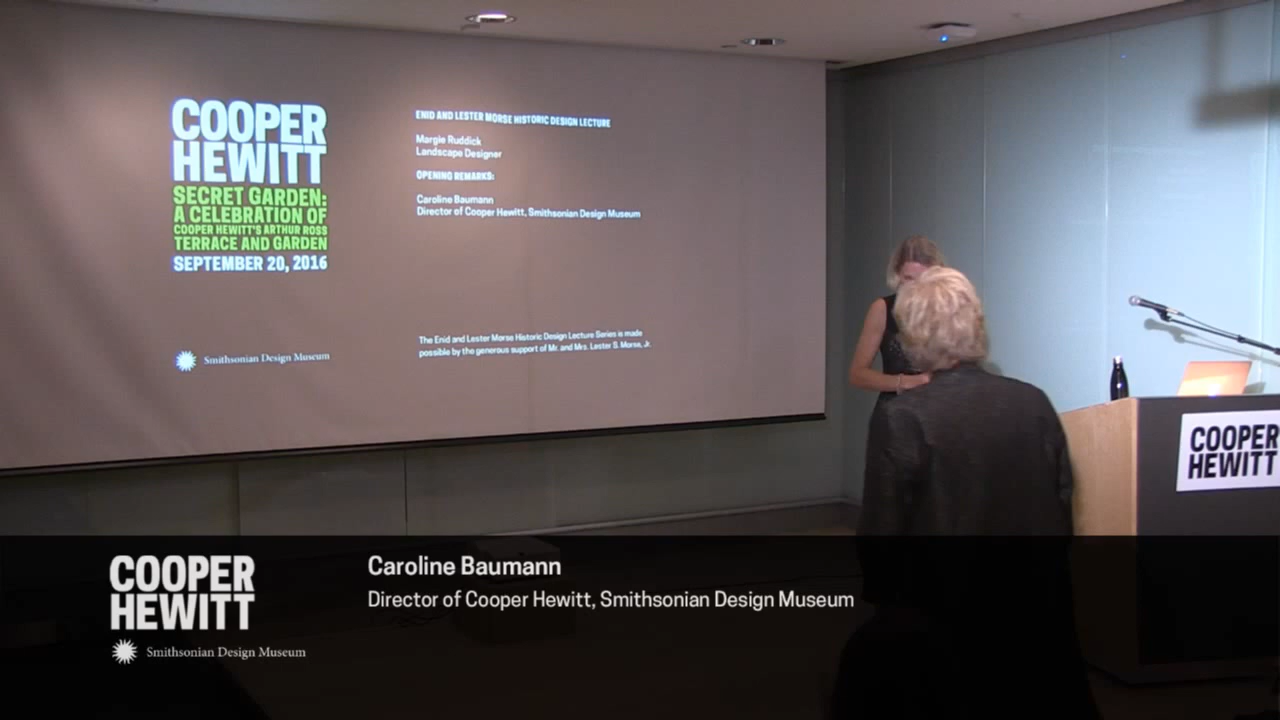 COOPER
HEWITT
SECRET GARDEN:
A CELEBRATION OF
COOPER HEWITT'S ARTHUR ROSS
TERRACE AND GARDEN
SEPTEMBER 20, 2016
Smithsonian Design Museum
ENID AND LESTER MORSE HISTORIC DESIGN LECTURE
Margie Ruddick
Landscape Designer
OPENING REMARKS:
Caroline Baumann
Director of Cooper Hewitt, Smithsonian Design Museum
The Enid and Lester Morse Historic Design Lecture Series is made
possible by the generous support of Mr. and Mrs. Lester S. Morse, Jr.
COOPER
HEWITT
COOPER
HEWITT
Smithsonian Design Museum
Caroline Baumann
Director of Cooper Hewitt, Smithsonian Design Museum